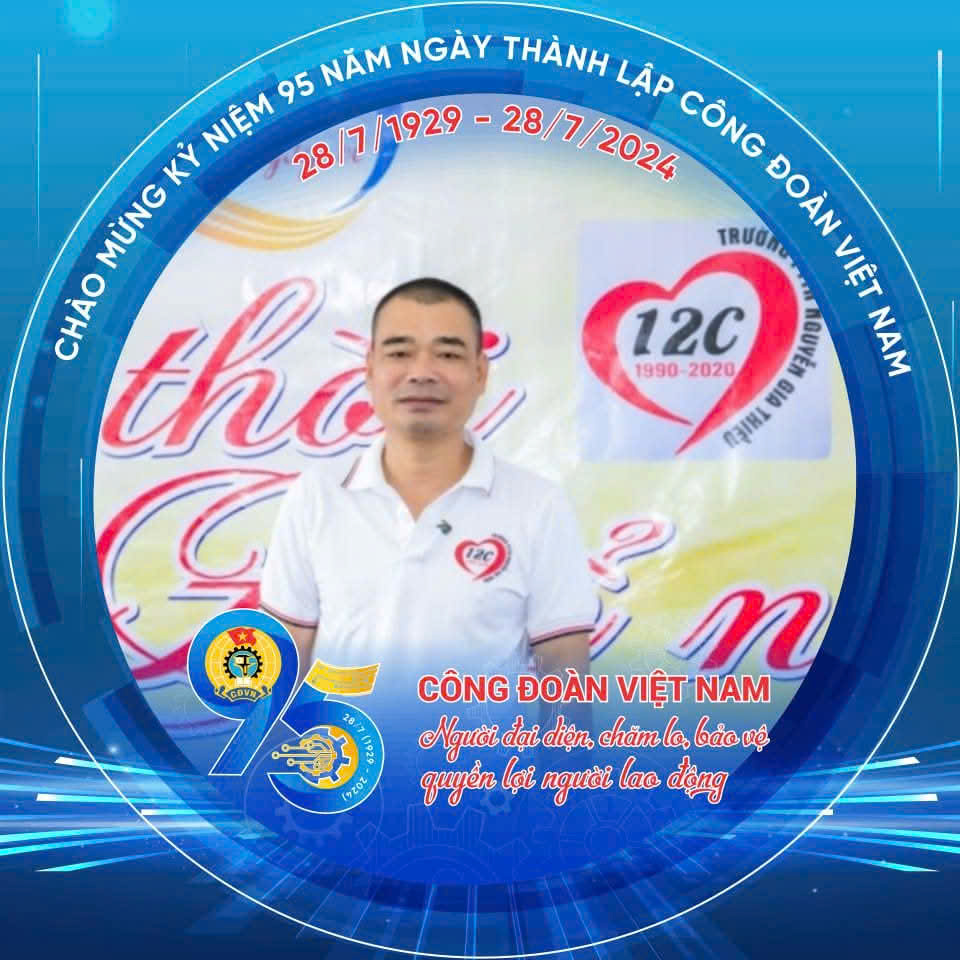 CHÀO MỪNG KỶ NIỆM 95 NĂM NGÀY THÀNH LẬP CÔNG ĐOÀN VIỆT NAM
28/7/1929 - 28/7/2024
TRƯỜNG NGUYỄN GIA THIỀU
12C
1990-2020
thời
12C
n
95
CĐVN
28/7 (1929 - 2024)
CÔNG ĐOÀN VIỆT NAM
Người đại diện, chăm lo, bảo vệ
quyền lợi người lao động